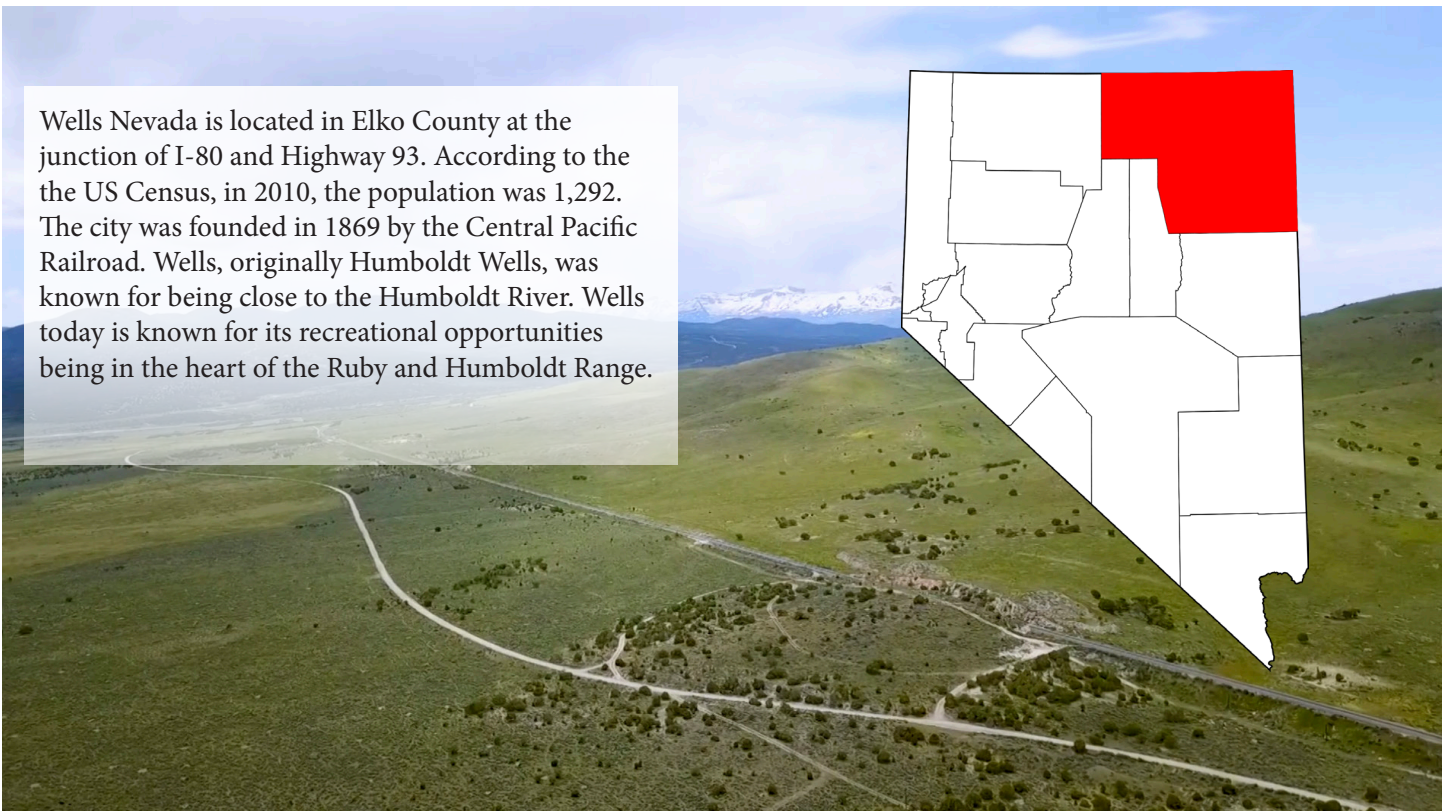 Wells Nevada is located in Elko County at the
junction of I-80 and Highway 93. According to the
the US Census, in 2010, the population was 1,292.
The city was founded in 1869 by the Central Pacific
Railroad. Wells, originally Humboldt Wells, was
known for being close to the Humboldt River. Wells
today is known for its recreational opportunities
being in the heart of the Ruby and Humboldt Range.